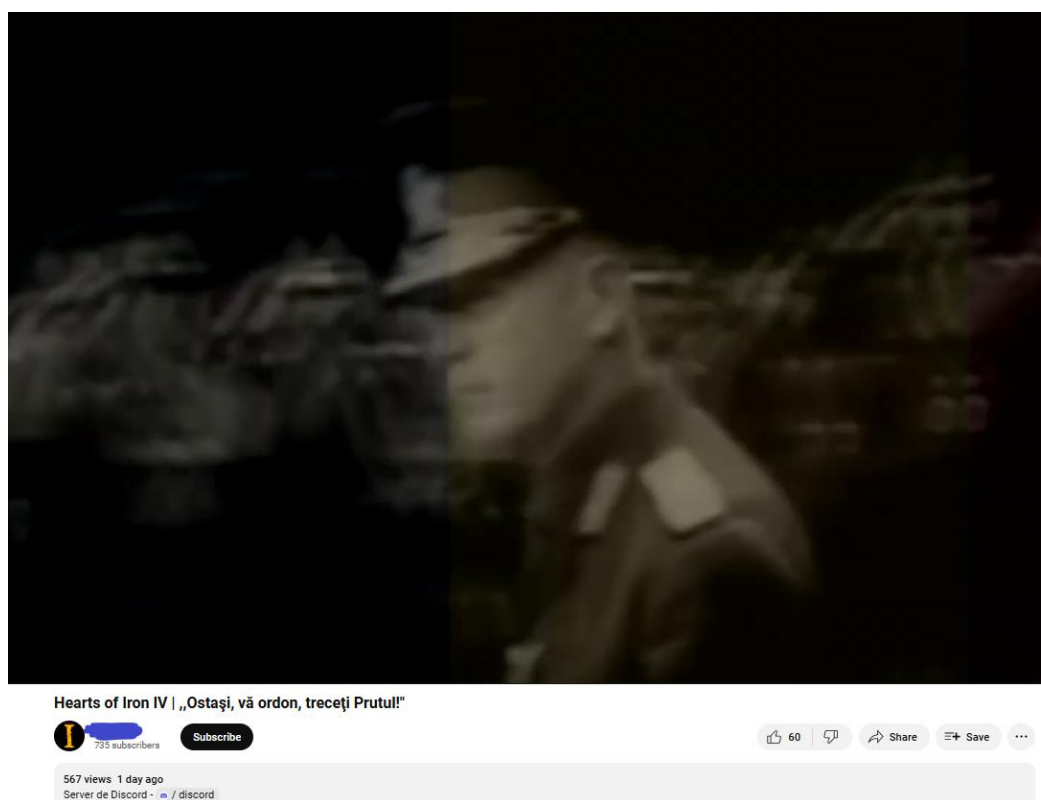 Hearts of Iron IV | ,,Ostași, vă ordon, treceţi Prutul!"
735 subscribers
Subscribe
60
Share
Save
567 views 1 day ago
Server de Discord - / discord